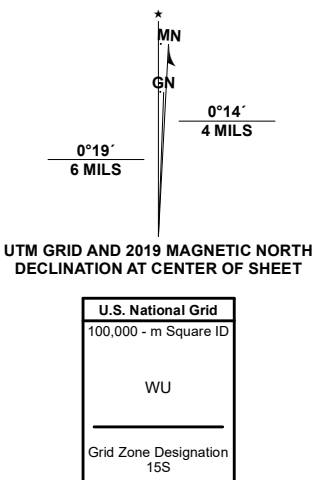 ★
MN
GN
0°14´
4 MILS
0°19´
6 MILS
UTM GRID AND 2019 MAGNETIC NORTH
DECLINATION AT CENTER OF SHEET
U.S. National Grid
100,000 - m Square ID
WU
Grid Zone Designation
15S